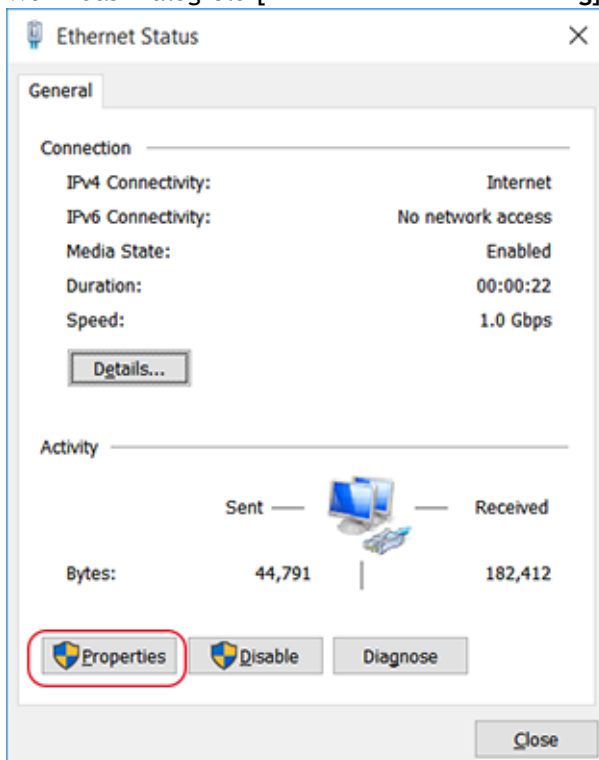 Ethernet Status
General
Connection
IPv4 Connectivity: Internet
IPv6 Connectivity: No network access
Media State: Enabled
Duration: 00:00:22
Speed: 1.0 Gbps
Details...
Activity
Sent — — Received
Bytes: 44,791 182,412
Properties Disable Diagnose
Close